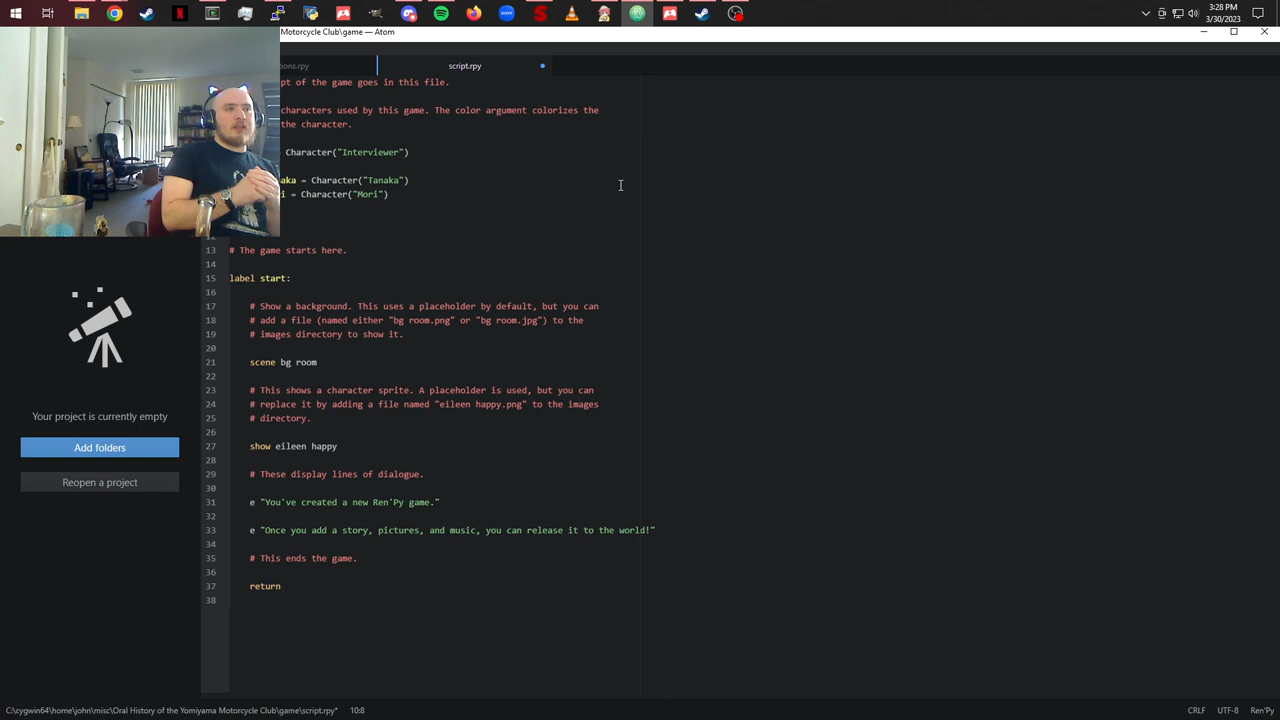 3:28 PM
3/30/2023
Motorcycle Club\game — Atom
ions.rpy
script.rpy
pt of the game goes in this file.
characters used by this game. The color argument colorizes the
the character.
= Character("Interviewer")
aka = Character("Tanaka")
i = Character("Mori")
12
13 # The game starts here.
14
15 label start:
16
17 # Show a background. This uses a placeholder by default, but you can
18 # add a file (named either "bg room.png" or "bg room.jpg") to the
19 # images directory to show it.
20
21 scene bg room
22
23 # This shows a character sprite. A placeholder is used, but you can
24 # replace it by adding a file named "eileen happy.png" to the images
25 # directory.
26
27 show eileen happy
28
29 # These display lines of dialogue.
30
31 e "You've created a new Ren'Py game."
32
33 e "Once you add a story, pictures, and music, you can release it to the world!"
34
35 # This ends the game.
36
37 return
38
Your project is currently empty
Add folders
Reopen a project
C:\cygwin64\home\john\misc\Oral History of the Yomiyama Motorcycle Club\game\script.rpy* 10:8
CRLF UTF-8 Ren'Py